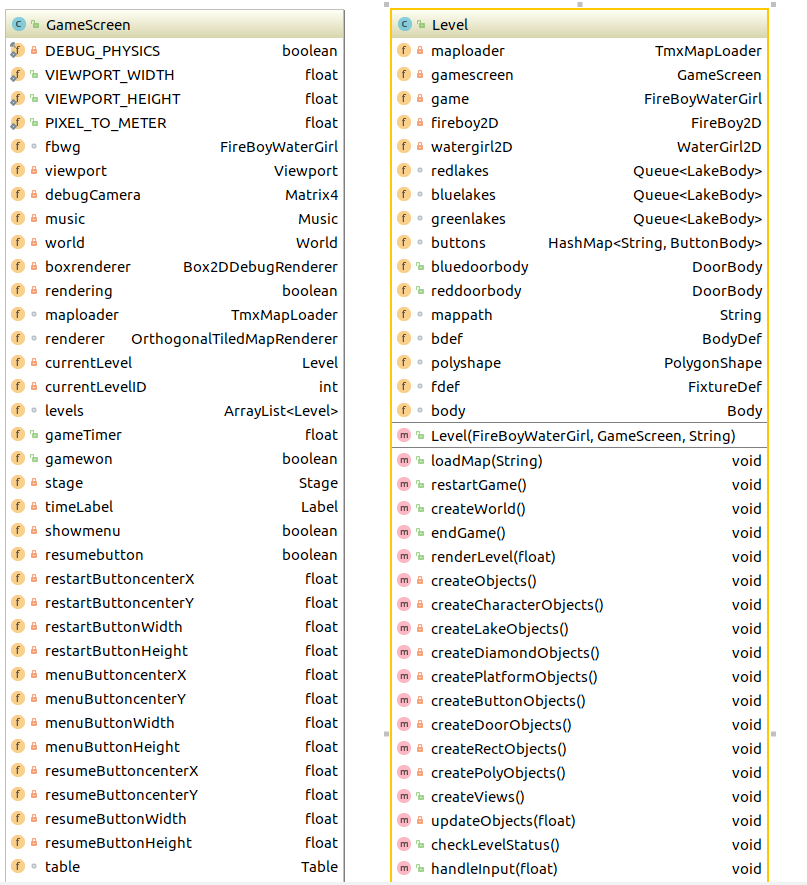 GameScreen
DEBUG_PHYSICS boolean
VIEWPORT_WIDTH float
VIEWPORT_HEIGHT float
PIXEL_TO_METER float
fbwg FireBoyWaterGirl
viewport Viewport
debugCamera Matrix4
music Music
world World
boxrenderer Box2DDebugRenderer
rendering boolean
maploader TmxMapLoader
renderer OrthogonalTiledMapRenderer
currentLevel Level
currentLevelID int
levels ArrayList<Level>
gameTimer float
gamewon boolean
stage Stage
timeLabel Label
showmenu boolean
resumebutton boolean
restartButtoncenterX float
restartButtoncenterY float
restartButtonWidth float
restartButtonHeight float
menuButtoncenterX float
menuButtoncenterY float
menuButtonWidth float
menuButtonHeight float
resumeButtoncenterX float
resumeButtoncenterY float
resumeButtonWidth float
resumeButtonHeight float
table Table
Level
maploader TmxMapLoader
gamescreen GameScreen
game FireBoyWaterGirl
fireboy2D FireBoy2D
watergirl2D WaterGirl2D
redlakes Queue<LakeBody>
bluelakes Queue<LakeBody>
greenlakes Queue<LakeBody>
buttons HashMap<String, ButtonBody>
bluedoorbody DoorBody
reddoorbody DoorBody
mappath String
bdef BodyDef
polyshape PolygonShape
fdef FixtureDef
body Body
Level(FireBoyWaterGirl, GameScreen, String)
loadMap(String) void
restartGame() void
createWorld() void
endGame() void
renderLevel(float) void
createObjects() void
createCharacterObjects() void
createLakeObjects() void
createDiamondObjects() void
createPlatformObjects() void
createButtonObjects() void
createDoorObjects() void
createRectObjects() void
createPolyObjects() void
createViews() void
updateObjects(float) void
checkLevelStatus() void
handleInput(float) void